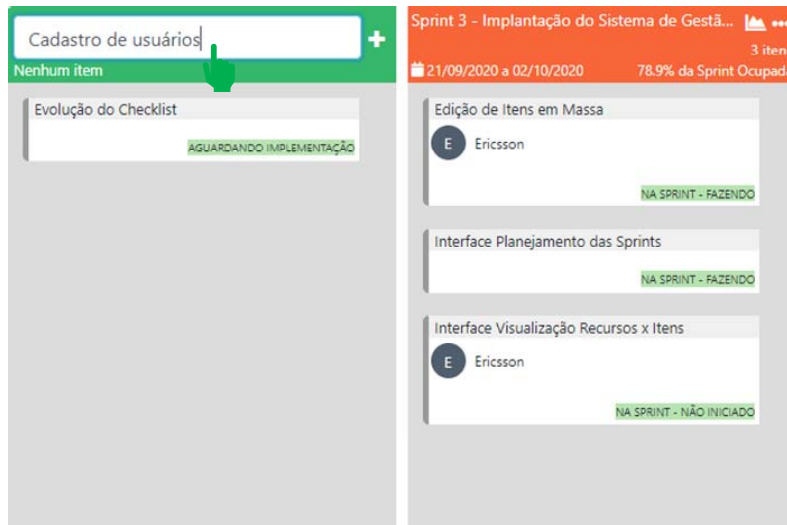 Cadastro de usuários
Nenhum item
Evolução do Checklist
AGUARDANDO IMPLEMENTAÇÃO
Sprint 3 - Implantação do Sistema de Gestã...
3 iten
21/09/2020 a 02/10/2020 78.9% da Sprint Ocupad
Edição de Itens em Massa
E Ericsson
NA SPRINT - FAZENDO
Interface Planejamento das Sprints
NA SPRINT - FAZENDO
Interface Visualização Recursos x Itens
E Ericsson
NA SPRINT - NÃO INICIADO